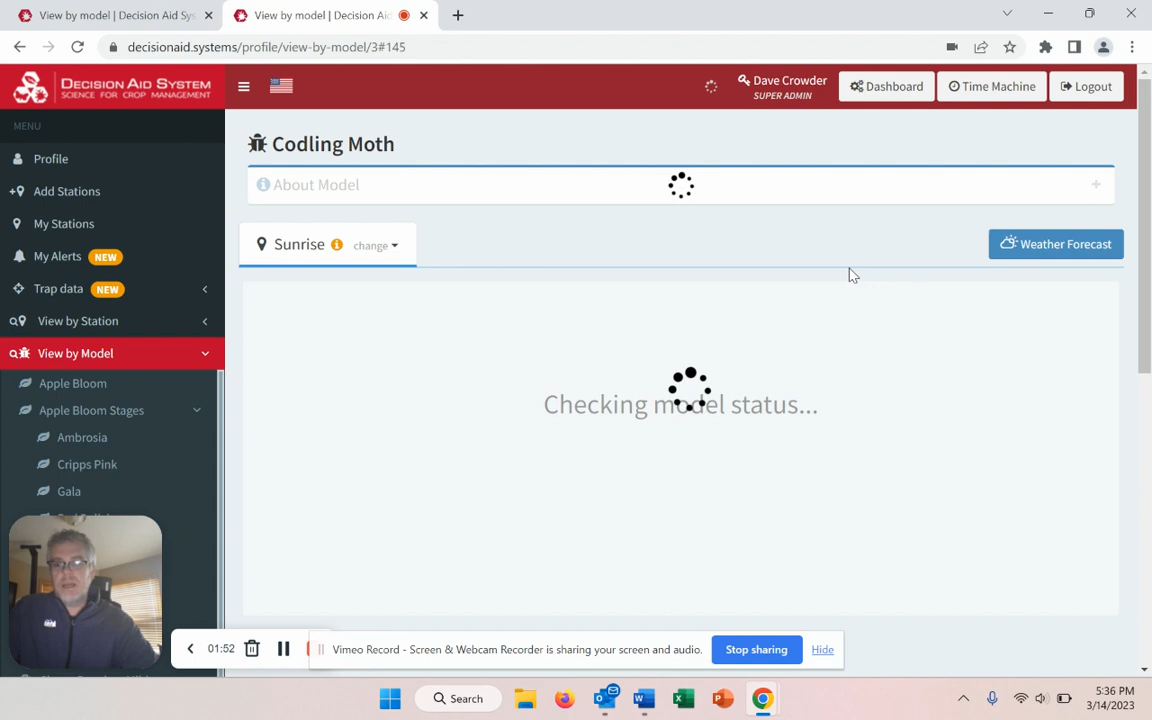 View by model | Decision Aid Sys
View by model | Decision Aid
decisionaid.systems/profile/view-by-model/3#145
DECISION AID SYSTEM
SCIENCE FOR CROP MANAGEMENT
Dave Crowder
SUPER ADMIN
Dashboard
Time Machine
Logout
MENU
Profile
Add Stations
My Stations
My Alerts NEW
Trap data NEW
View by Station
View by Model
Apple Bloom
Apple Bloom Stages
Ambrosia
Cripps Pink
Gala
Codling Moth
About Model
Sunrise change
Weather Forecast
Checking model status...
01:52
Vimeo Record - Screen & Webcam Recorder is sharing your screen and audio.
Stop sharing
Hide
Search
5:36 PM
3/14/2023